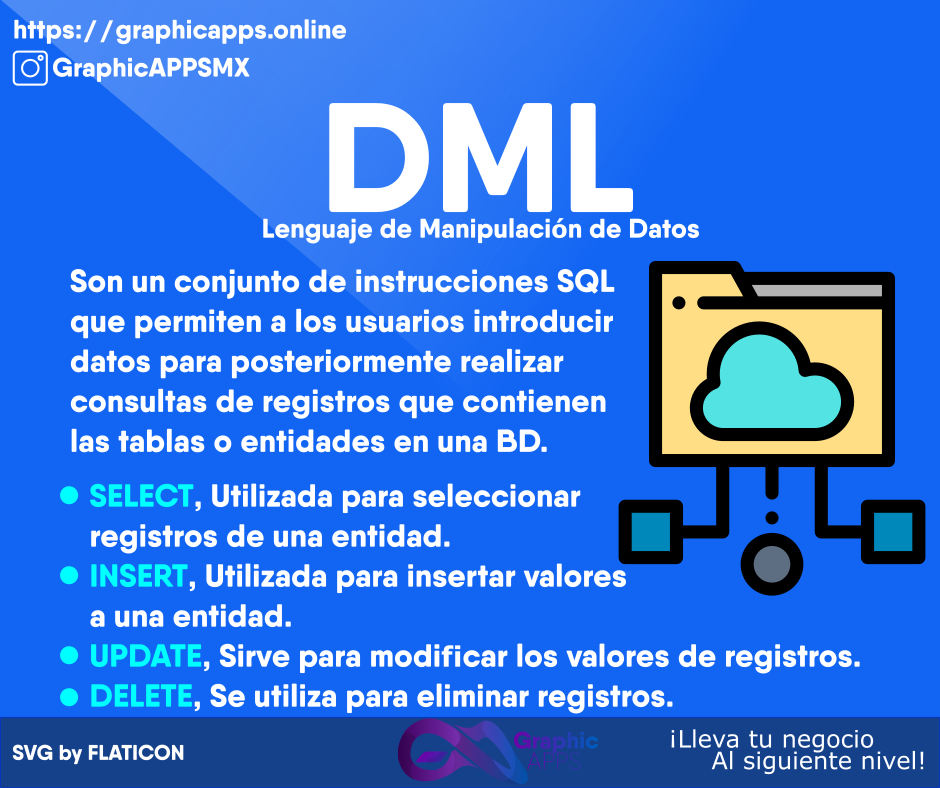 https://graphicapps.online
GraphicAPPSMX
DML
Lenguaje de Manipulación de Datos
Son un conjunto de instrucciones SQL
que permiten a los usuarios introducir
datos para posteriormente realizar
consultas de registros que contienen
las tablas o entidades en una BD.
SELECT, Utilizada para seleccionar
registros de una entidad.
INSERT, Utilizada para insertar valores
a una entidad.
UPDATE, Sirve para modificar los valores de registros.
DELETE, Se utiliza para eliminar registros.
SVG by FLATICON
Graphic
APPS
¡Lleva tu negocio
Al siguiente nivel!